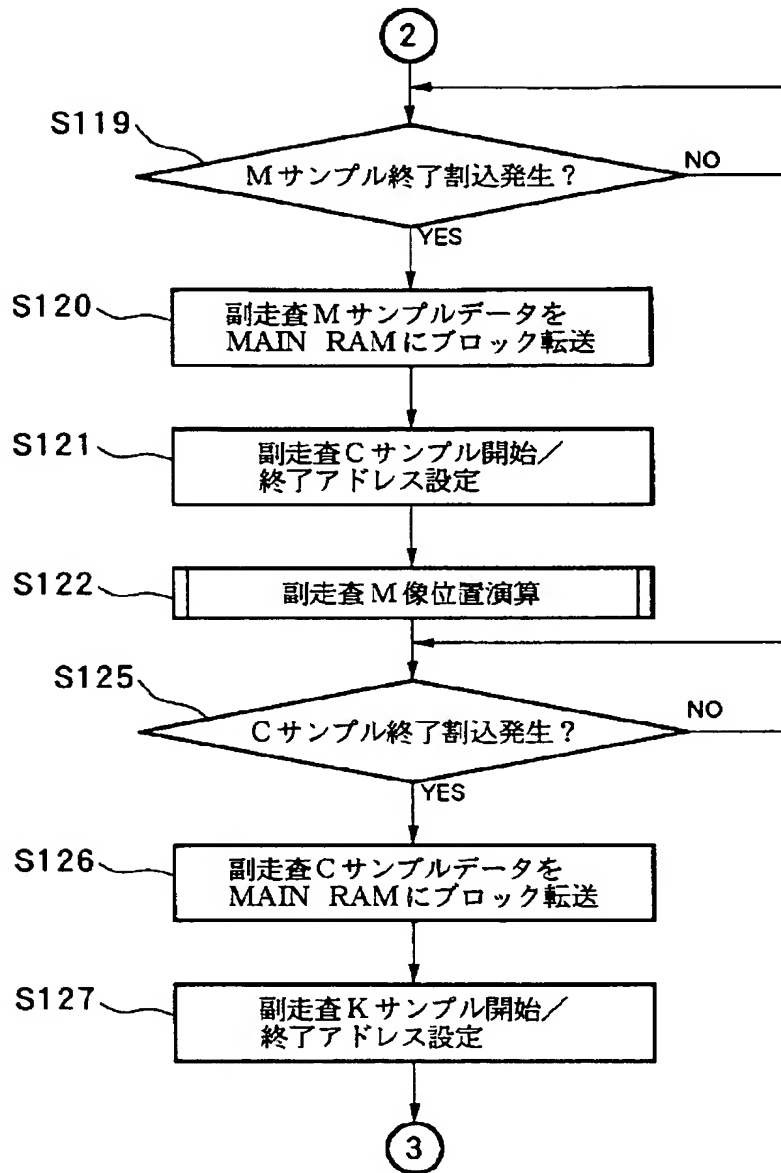 2
S119
Mサンプル終了割込発生?
NO
YES
S120
副走査Mサンプルデータを
MAIN RAMにブロック転送
S121
副走査Cサンプル開始/
終了アドレス設定
S122
副走査M像位置演算
S125
Cサンプル終了割込発生?
NO
YES
S126
副走査Cサンプルデータを
MAIN RAMにブロック転送
S127
副走査Kサンプル開始/
終了アドレス設定
3